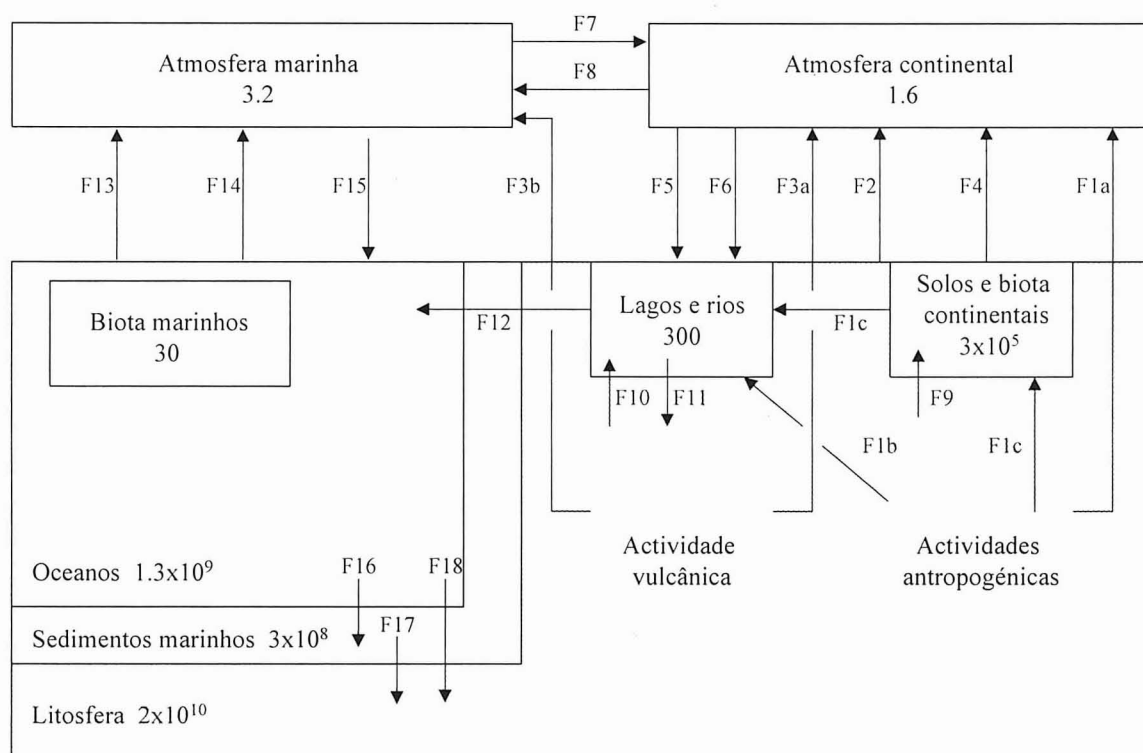 F7
Atmosfera marinha
3.2
F8
Atmosfera continental
1.6
F13
F14
F15
F3b
F5
F6
F3a
F2
F4
F1a
Biota marinhos
30
F12
Lagos e rios
300
F1c
Solos e biota
continentais
3x10⁵
F10
F11
F9
F1b
F1c
Actividade
vulcânica
Actividades
antropogénicas
Oceanos 1.3x10⁹
F16
F18
Sedimentos marinhos 3x10⁸
F17
Litosfera 2x10¹⁰